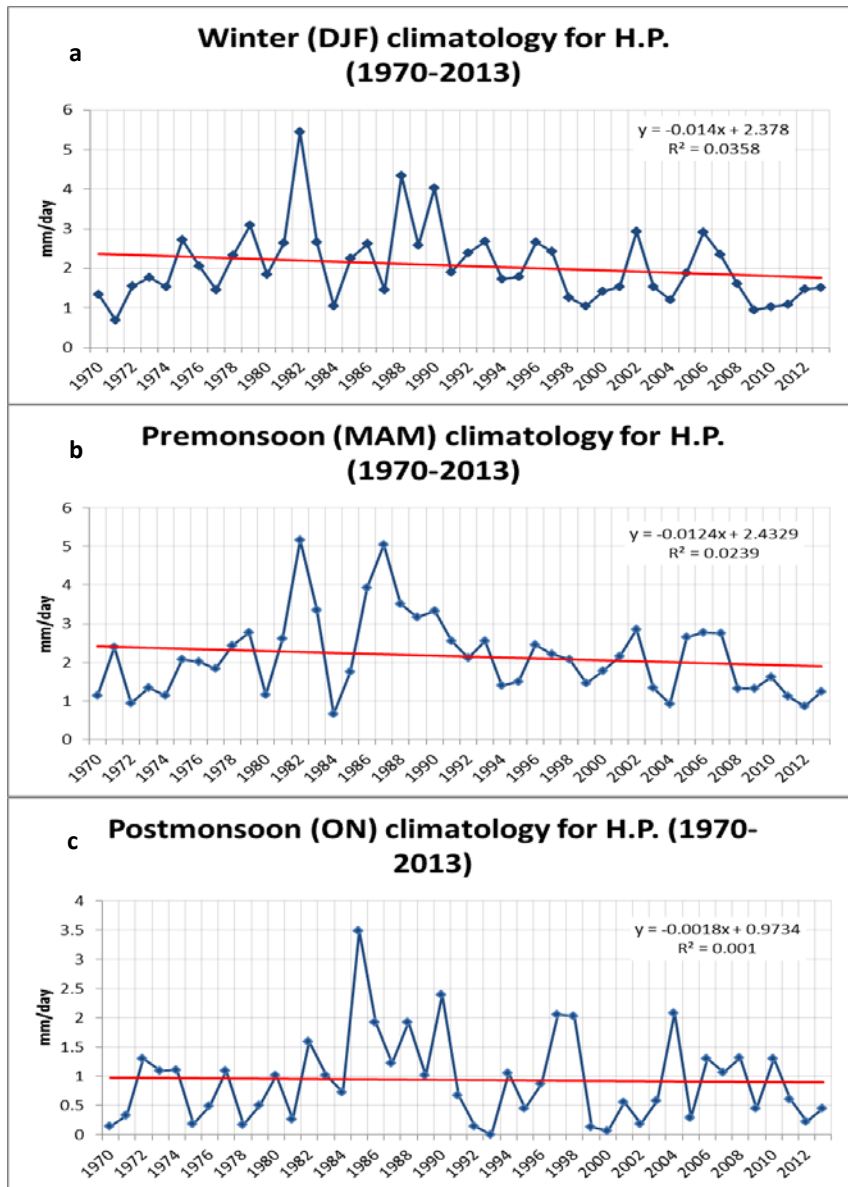 a
Winter (DJF) climatology for H.P.
(1970-2013)
y = -0.014x + 2.378
R² = 0.0358
mm/day
6
5
4
3
2
1
0
1970 1972 1974 1976 1978 1980 1982 1984 1986 1988 1990 1992 1994 1996 1998 2000 2002 2004 2006 2008 2010 2012
b
Premonsoon (MAM) climatology for H.P.
(1970-2013)
y = -0.0124x + 2.4329
R² = 0.0239
mm/day
6
5
4
3
2
1
0
1970 1972 1974 1976 1978 1980 1982 1984 1986 1988 1990 1992 1994 1996 1998 2000 2002 2004 2006 2008 2010 2012
c
Postmonsoon (ON) climatology for H.P. (1970-
2013)
y = -0.0018x + 0.9734
R² = 0.001
mm/day
4
3.5
3
2.5
2
1.5
1
0.5
0
1970 1972 1974 1976 1978 1980 1982 1984 1986 1988 1990 1992 1994 1996 1998 2000 2002 2004 2006 2008 2010 2012